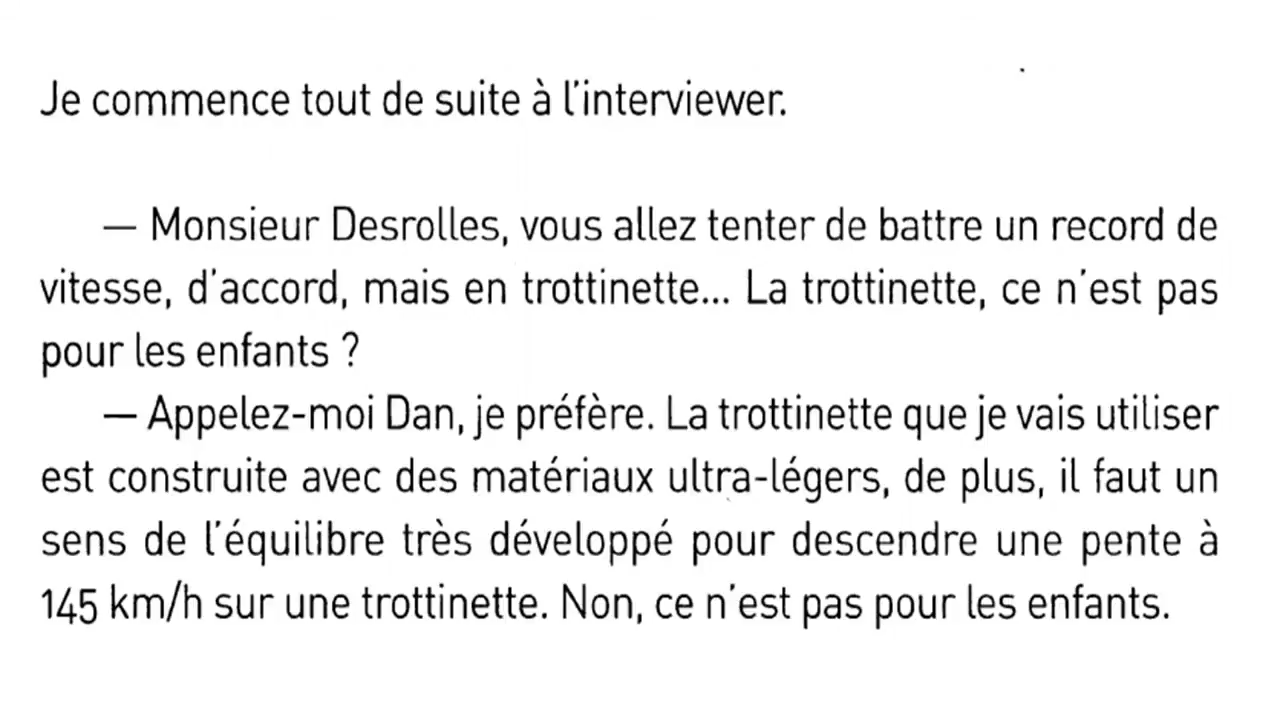 Je commence tout de suite à l'interviewer.
— Monsieur Desrolles, vous allez tenter de battre un record de
vitesse, d'accord, mais en trottinette... La trottinette, ce n'est pas
pour les enfants ?
— Appelez-moi Dan, je préfère. La trottinette que je vais utiliser
est construite avec des matériaux ultra-légers, de plus, il faut un
sens de l'équilibre très développé pour descendre une pente à
145 km/h sur une trottinette. Non, ce n'est pas pour les enfants.